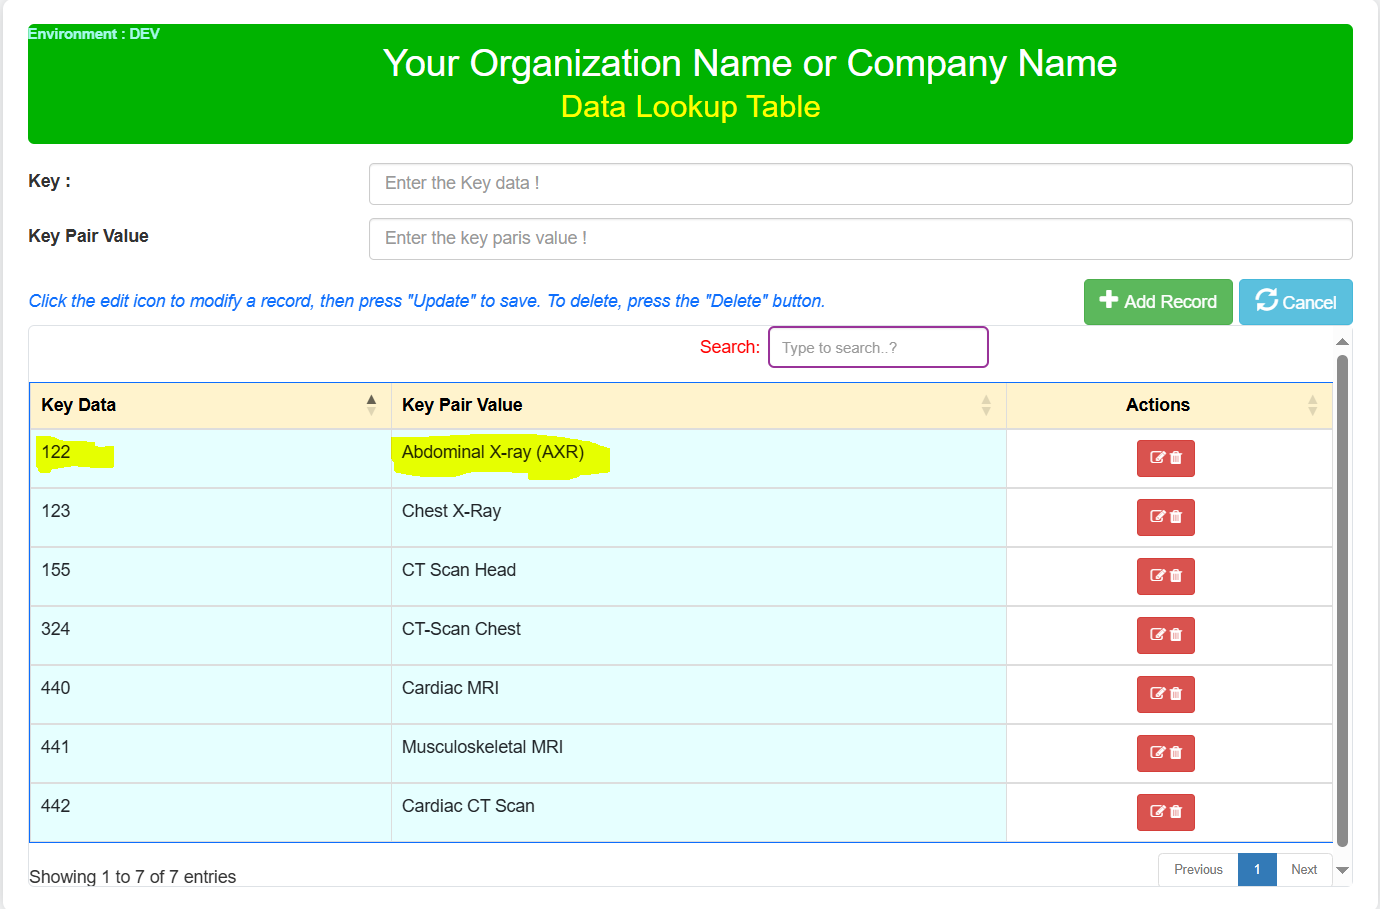 Environment : DEV
Your Organization Name or Company Name
Data Lookup Table
Key :
Enter the Key data !
Key Pair Value
Enter the key paris value !
Click the edit icon to modify a record, then press "Update" to save. To delete, press the "Delete" button.
Add Record
Cancel
Search:
Type to search..?
Key Data
Key Pair Value
Actions
122
Abdominal X-ray (AXR)
123
Chest X-Ray
155
CT Scan Head
324
CT-Scan Chest
440
Cardiac MRI
441
Musculoskeletal MRI
442
Cardiac CT Scan
Showing 1 to 7 of 7 entries
Previous
1
Next